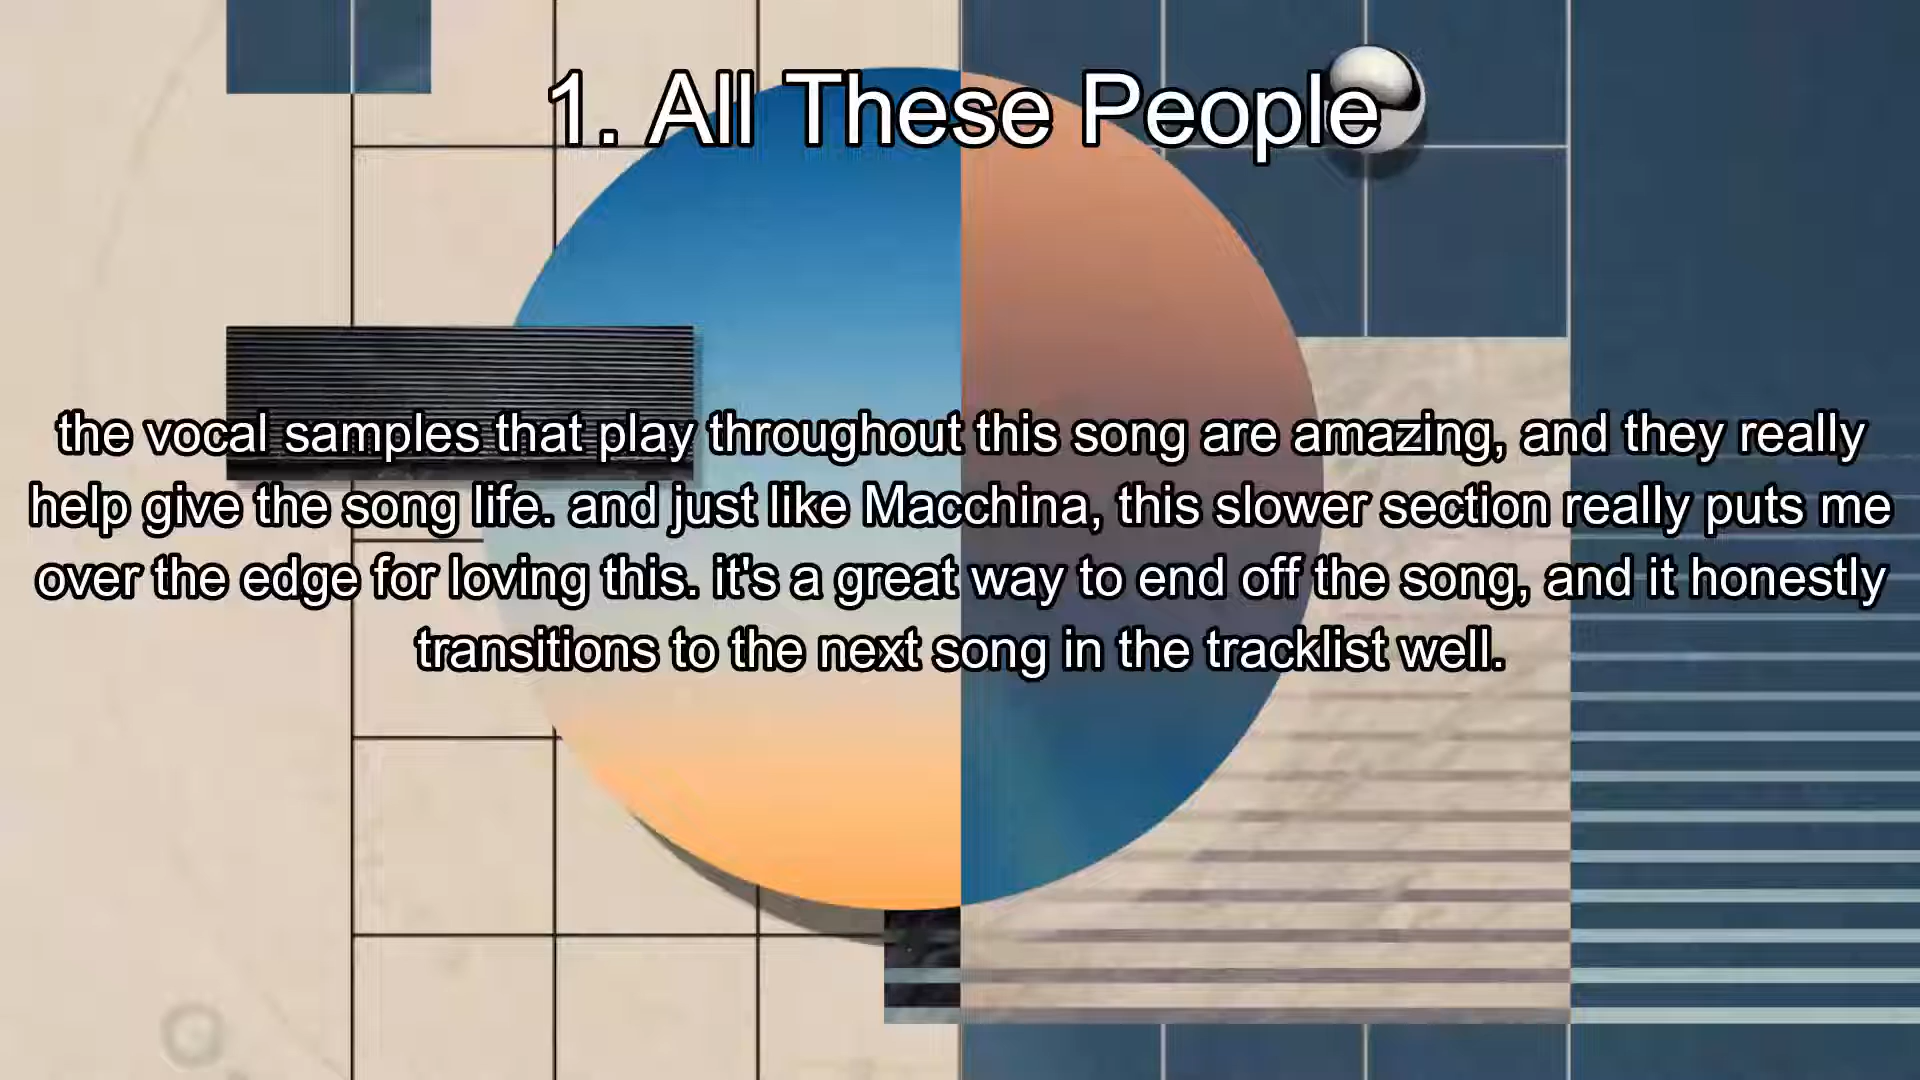 1. All These People
the vocal samples that play throughout this song are amazing, and they really
help give the song life. and just like Macchina, this slower section really puts me
over the edge for loving this. it's a great way to end off the song, and it honestly
transitions to the next song in the tracklist well.